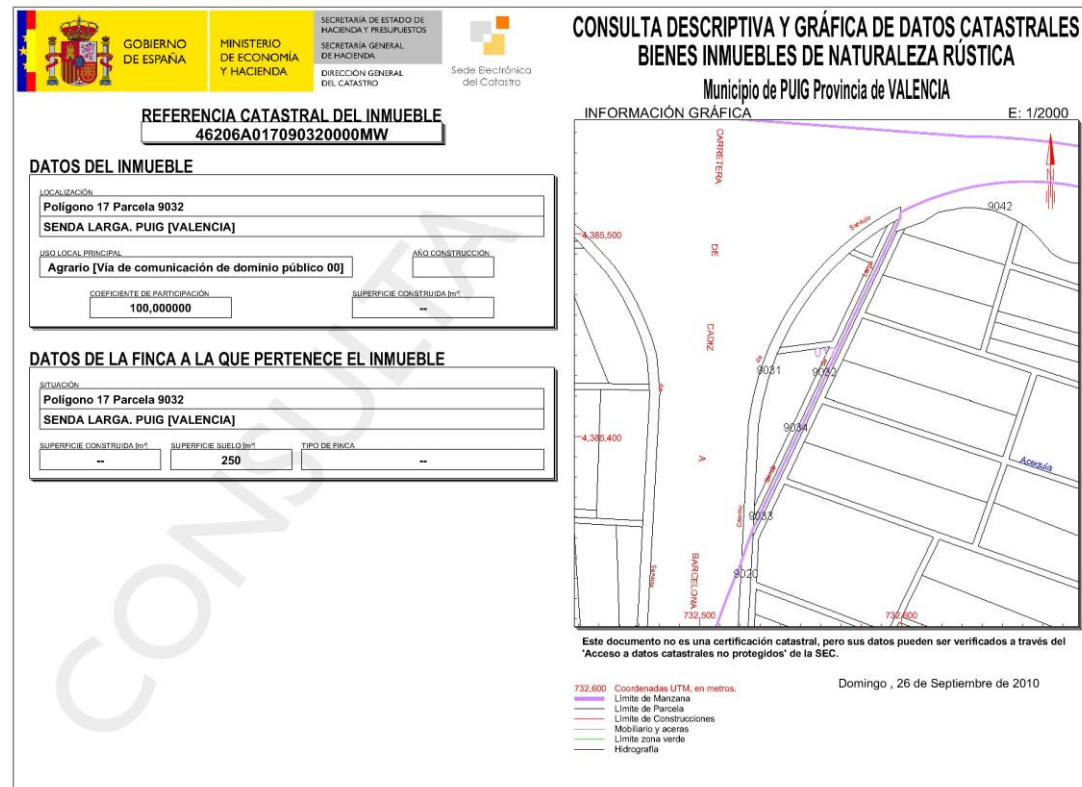 GOBIERNO
DE ESPAÑA
MINISTERIO
DE ECONOMÍA
Y HACIENDA
SECRETARÍA DE ESTADO DE
HACIENDA Y PRESUPUESTOS
SECRETARÍA GENERAL
DE HACIENDA
DIRECCIÓN GENERAL
DEL CATASTRO
Sede Electrónica
del Catastro
REFERENCIA CATASTRAL DEL INMUEBLE
46206A017090320000MW
DATOS DEL INMUEBLE
LOCALIZACIÓN
Polígono 17 Parcela 9032
SENDA LARGA. PUIG [VALENCIA]
USO LOCAL PRINCIPAL
Agrario [Vía de comunicación de dominio público 00]
AÑO CONSTRUCCIÓN
COEFICIENTE DE PARTICIPACIÓN
100,000000
SUPERFICIE CONSTRUIDA [m²]
--
DATOS DE LA FINCA A LA QUE PERTENECE EL INMUEBLE
SITUACIÓN
Polígono 17 Parcela 9032
SENDA LARGA. PUIG [VALENCIA]
SUPERFICIE CONSTRUIDA [m²]
--
SUPERFICIE SUELO [m²]
250
TIPO DE FINCA
--
CONSULTA
CONSULTA DESCRIPTIVA Y GRÁFICA DE DATOS CATASTRALES
BIENES INMUEBLES DE NATURALEZA RÚSTICA
Municipio de PUIG Provincia de VALENCIA
INFORMACIÓN GRÁFICA
E: 1/2000
CARRETERA
DE
CADIZ
A
BARCELONA
N
9042
Servicio
4,385,500
Larga
9031
9032
de
4,385,400
9034
Acequia
Senda
Camino
9033
9020
Servicio
732,500
732,600
Este documento no es una certificación catastral, pero sus datos pueden ser verificados a través del
'Acceso a datos catastrales no protegidos' de la SEC.
Domingo , 26 de Septiembre de 2010
732,600 Coordenadas UTM, en metros.
Límite de Manzana
Límite de Parcela
Límite de Construcciones
Mobiliario y aceras
Límite zona verde
Hidrografía